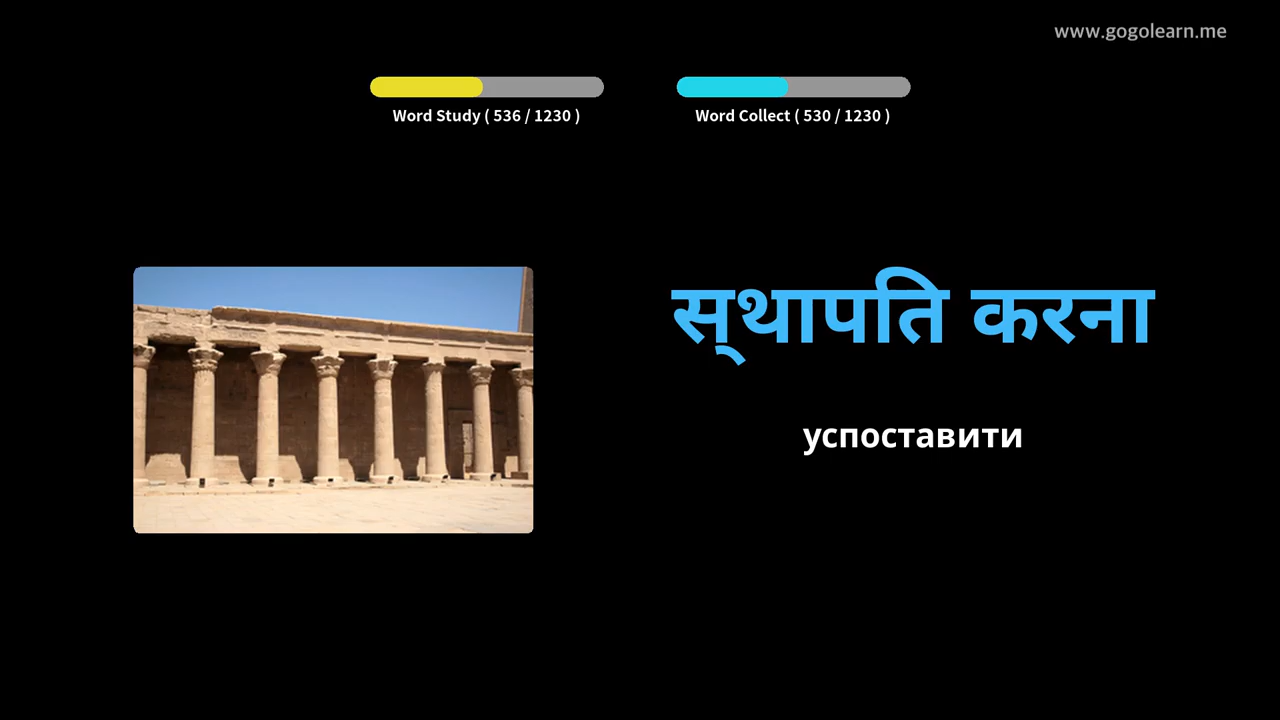 www.gogolearn.me
Word Study ( 536 / 1230 )
Word Collect ( 530 / 1230 )
स्थापति करना
успоставити